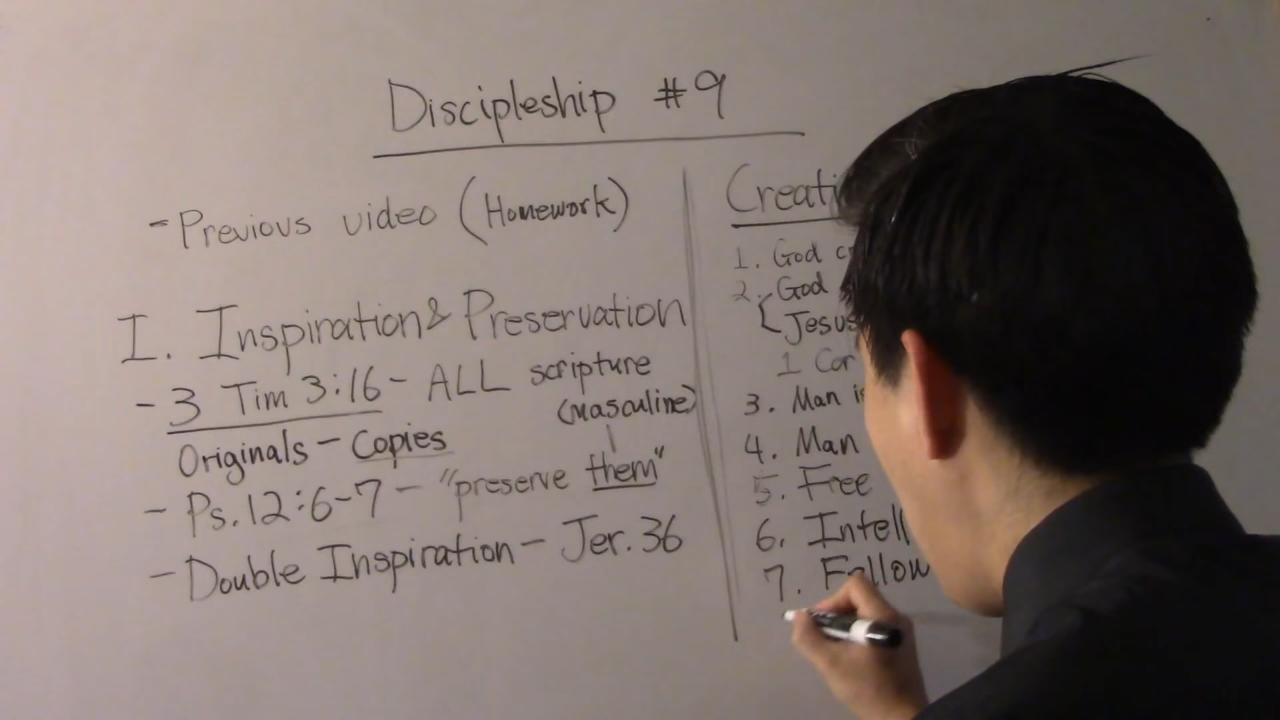 Discipleship #9
- Previous video (Homework)
I. Inspiration & Preservation
- 3 Tim 3:16 - ALL scripture
(masculine)
Originals - Copies
- Ps. 12:6-7 - "preserve them"
- Double Inspiration - Jer. 36
Creati
1. God c
2. God
Jesus
1 Cor
3. Man is
4. Man
5. Free
6. Intell
7. Follow